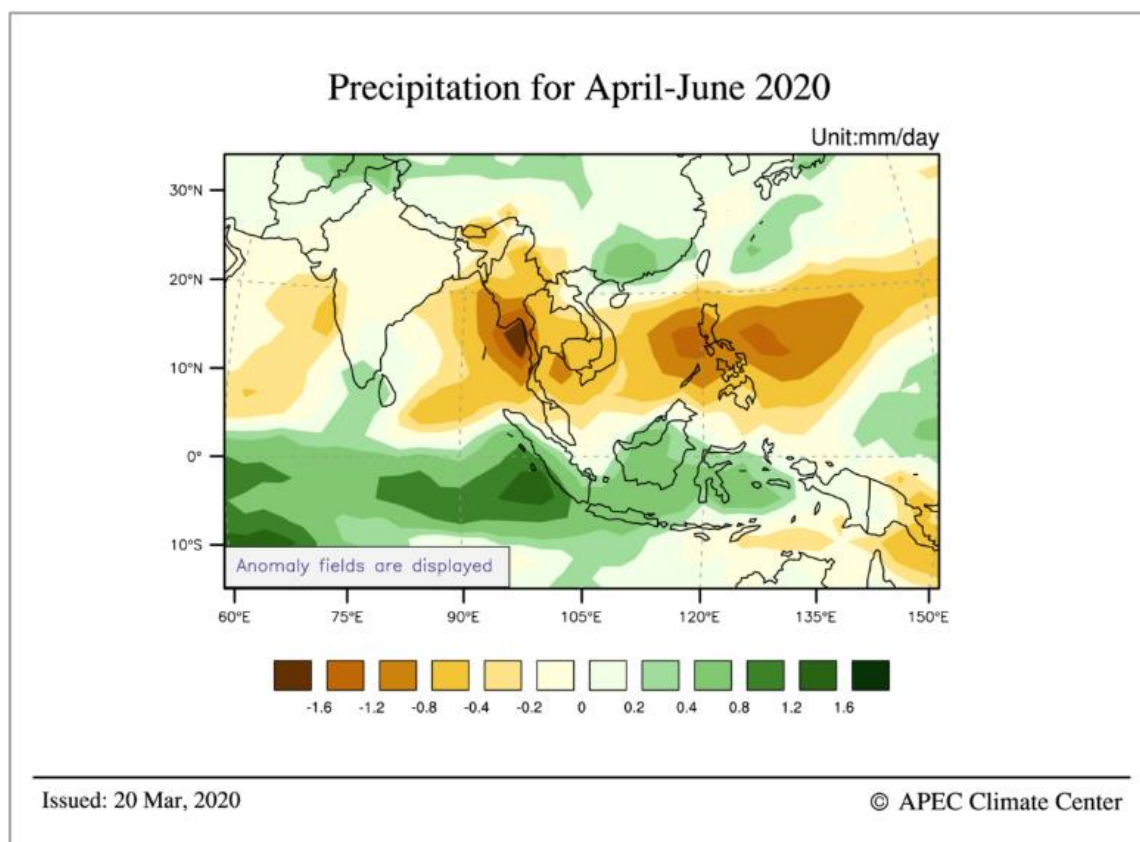 Precipitation for April-June 2020
Unit:mm/day
30°N
20°N
10°N
0°
10°S
Anomaly fields are displayed
60°E 75°E 90°E 105°E 120°E 135°E 150°E
-1.6 -1.2 -0.8 -0.4 -0.2 0 0.2 0.4 0.8 1.2 1.6
Issued: 20 Mar, 2020
© APEC Climate Center